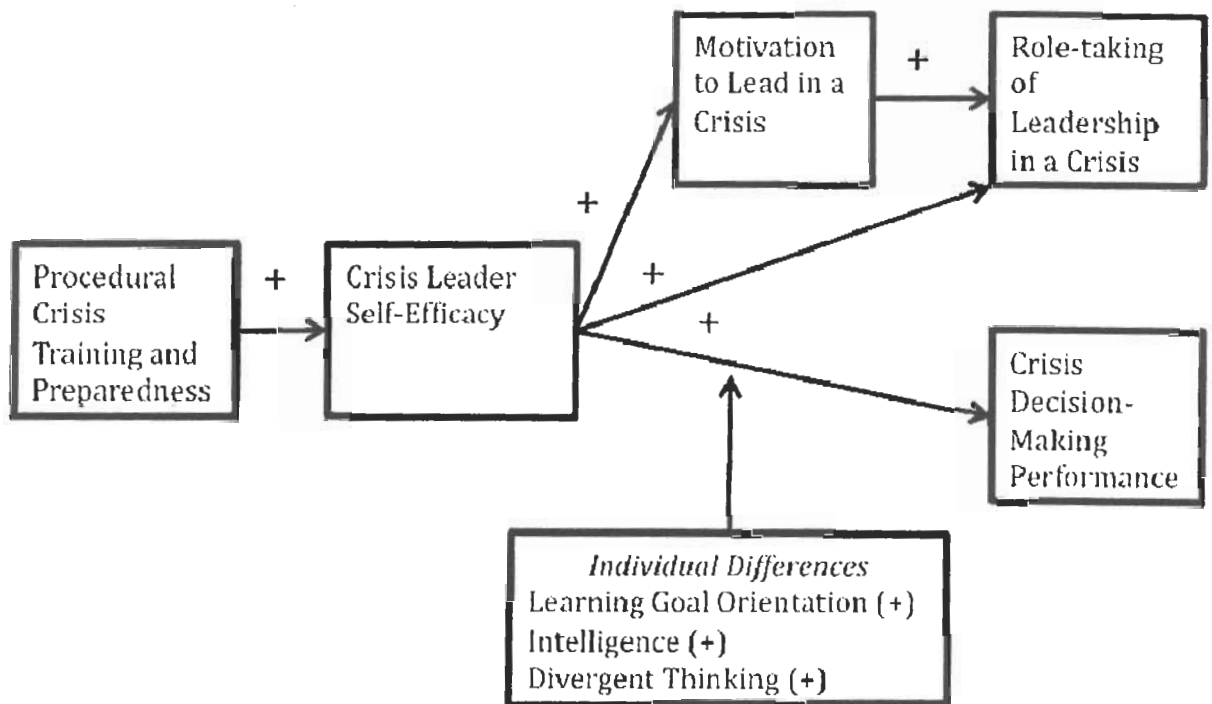 Motivation
to Lead in a
Crisis
+
Role-taking
of
Leadership
in a Crisis
+
Procedural
Crisis
Training and
Preparedness
+
Crisis Leader
Self-Efficacy
+
+
Crisis
Decision-
Making
Performance
Individual Differences
Learning Goal Orientation (+)
Intelligence (+)
Divergent Thinking (+)